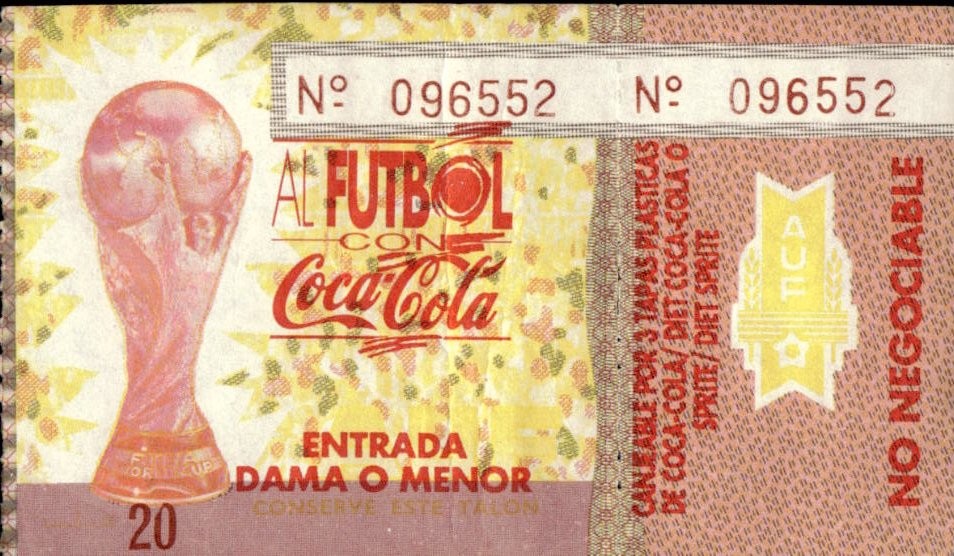 Nº 096552
Nº 096552
AL FUTBOL
CON
Coca-Cola
ENTRADA
DAMA O MENOR
CONSERVE ESTE TALON
20
CANJEABLE POR 3 TAPAS PLASTICAS
DE COCA-COLA/ DIET COCA-COLA O
SPRITE/ DIET SPRITE
AUF
NO NEGOCIABLE